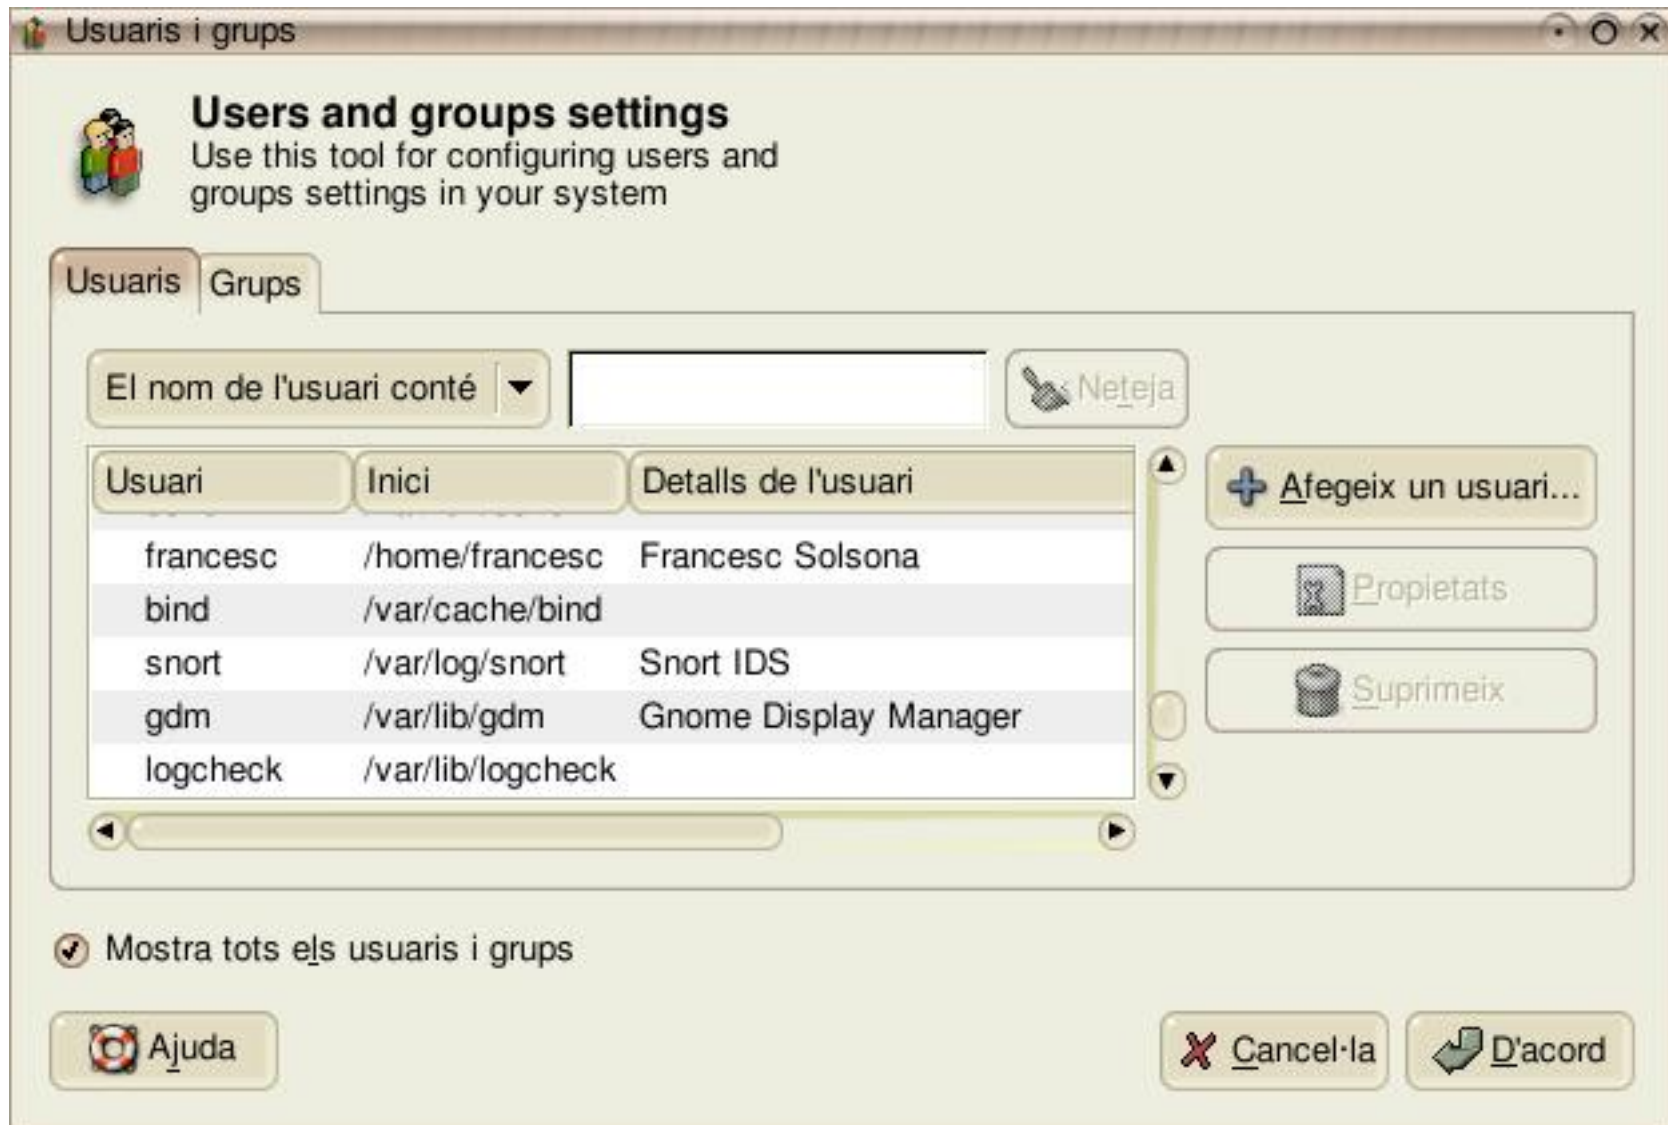 Usuaris i grups
Users and groups settings
Use this tool for configuring users and
groups settings in your system
Usuaris Grups
El nom de l'usuari conté Neteja
Usuari Inici Detalls de l'usuari
Afegeix un usuari...
francesc /home/francesc Francesc Solsona
bind /var/cache/bind
Propietats
snort /var/log/snort Snort IDS
Suprimeix
gdm /var/lib/gdm Gnome Display Manager
logcheck /var/lib/logcheck
Mostra tots els usuaris i grups
Ajuda Cancel·la D'acord